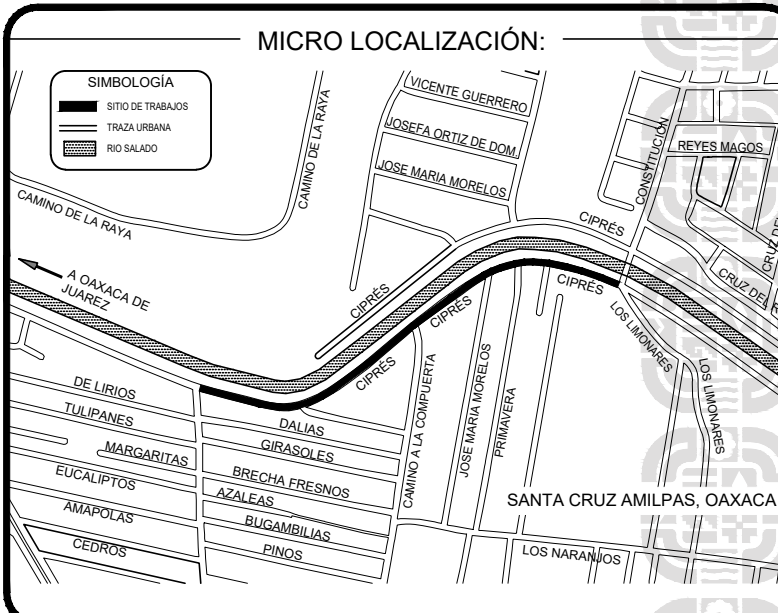 MICRO LOCALIZACIÓN:
SIMBOLOGÍA
SITIO DE TRABAJOS
TRAZA URBANA
RIO SALADO
VICENTE GUERRERO
JOSEFA ORTIZ DE DOM.
JOSE MARIA MORELOS
CAMINO DE LA RAYA
CAMINO DE LA RAYA
CONSTITUCIÓN
REYES MAGOS
CIPRÉS
CRUZ DE
CRUZ DEL
A OAXACA DE
JUAREZ
CIPRÉS
CIPRÉS
CIPRÉS
CIPRÉS
LOS LIMONARES
LOS LIMONARES
DE LIRIOS
TULIPANES
MARGARITAS
EUCALIPTOS
AMAPOLAS
CEDROS
DALIAS
GIRASOLES
BRECHA FRESNOS
AZALEAS
BUGAMBILIAS
PINOS
CAMINO A LA COMPUERTA
JOSE MARIA MORELOS
PRIMAVERA
SANTA CRUZ AMILPAS, OAXACA
LOS NARANJOS